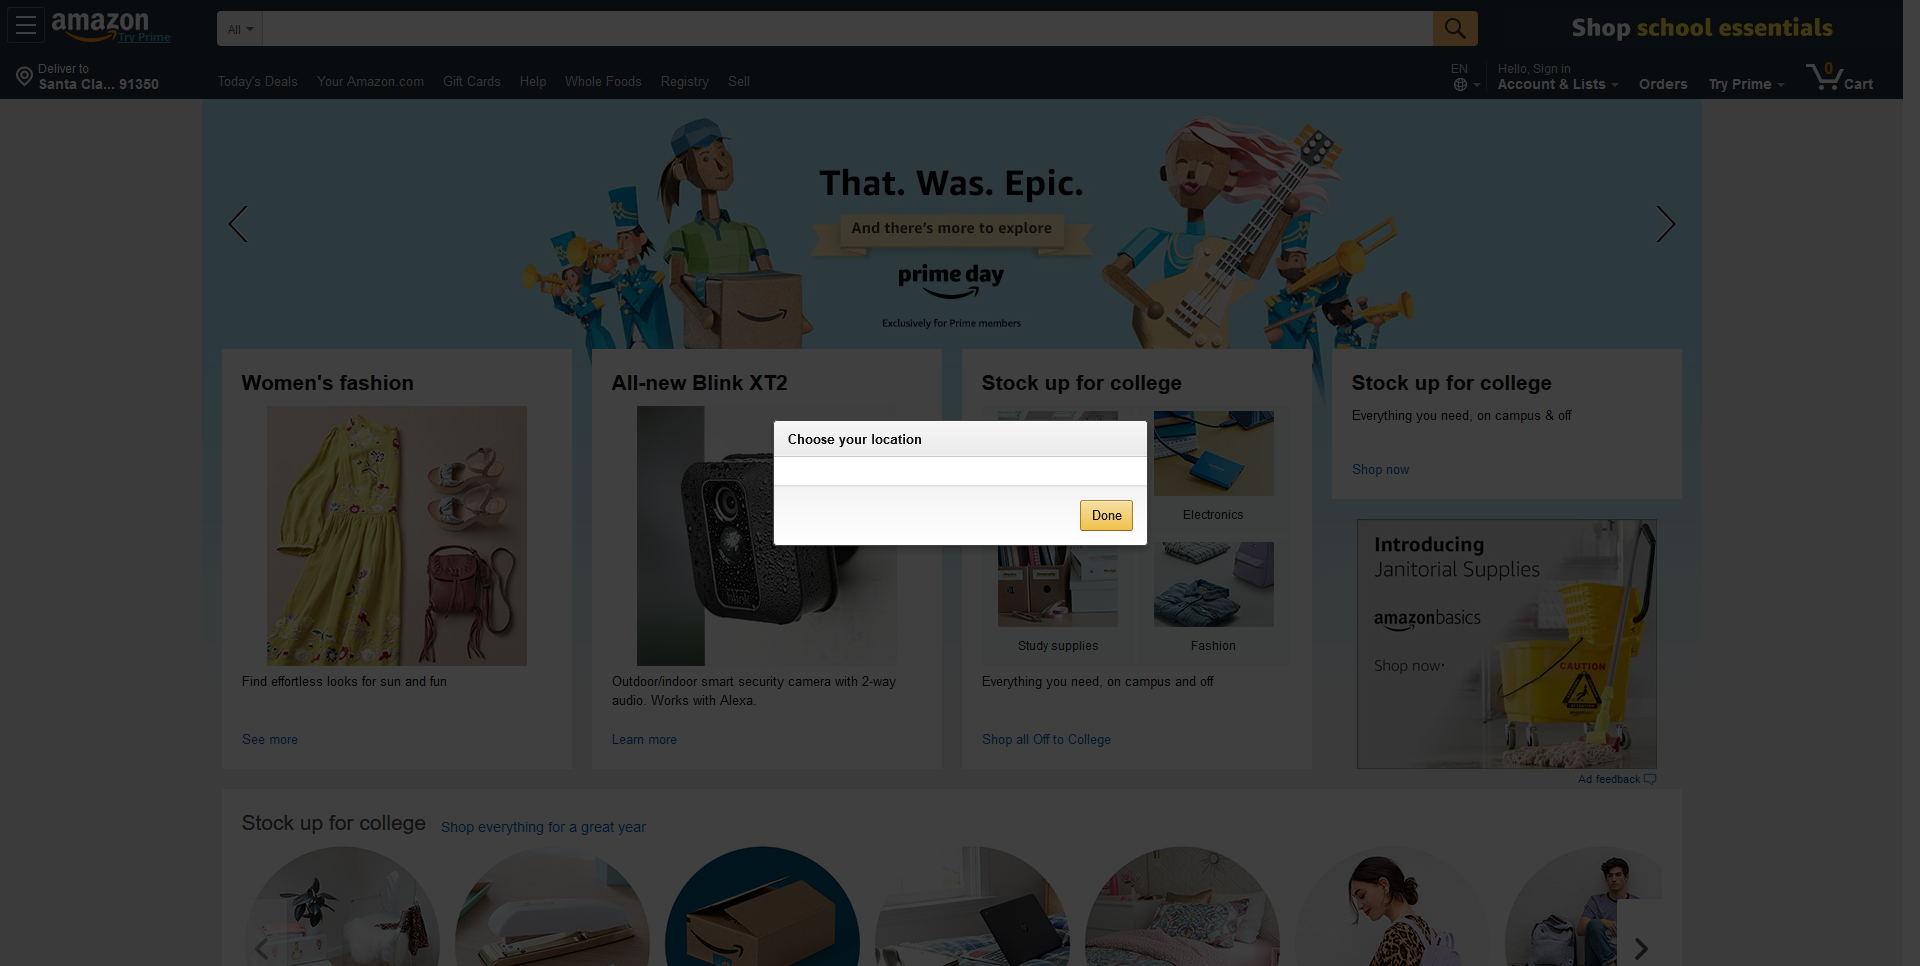 amazon
Try Prime
All
Shop school essentials
Deliver to
Santa Cla... 91350
Today's Deals
Your Amazon.com
Gift Cards
Help
Whole Foods
Registry
Sell
EN
Hello, Sign in
Account & Lists
Orders
Try Prime
0
Cart
That. Was. Epic.
And there's more to explore
prime day
Exclusively for Prime members
Women's fashion
Find effortless looks for sun and fun
See more
All-new Blink XT2
Outdoor/indoor smart security camera with 2-way
audio. Works with Alexa.
Learn more
Stock up for college
Electronics
Study supplies
Fashion
Everything you need, on campus and off
Shop all Off to College
Stock up for college
Everything you need, on campus & off
Shop now
Choose your location
Done
Introducing
Janitorial Supplies
amazonbasics
Shop now
CAUTION
Ad feedback
Stock up for college
Shop everything for a great year